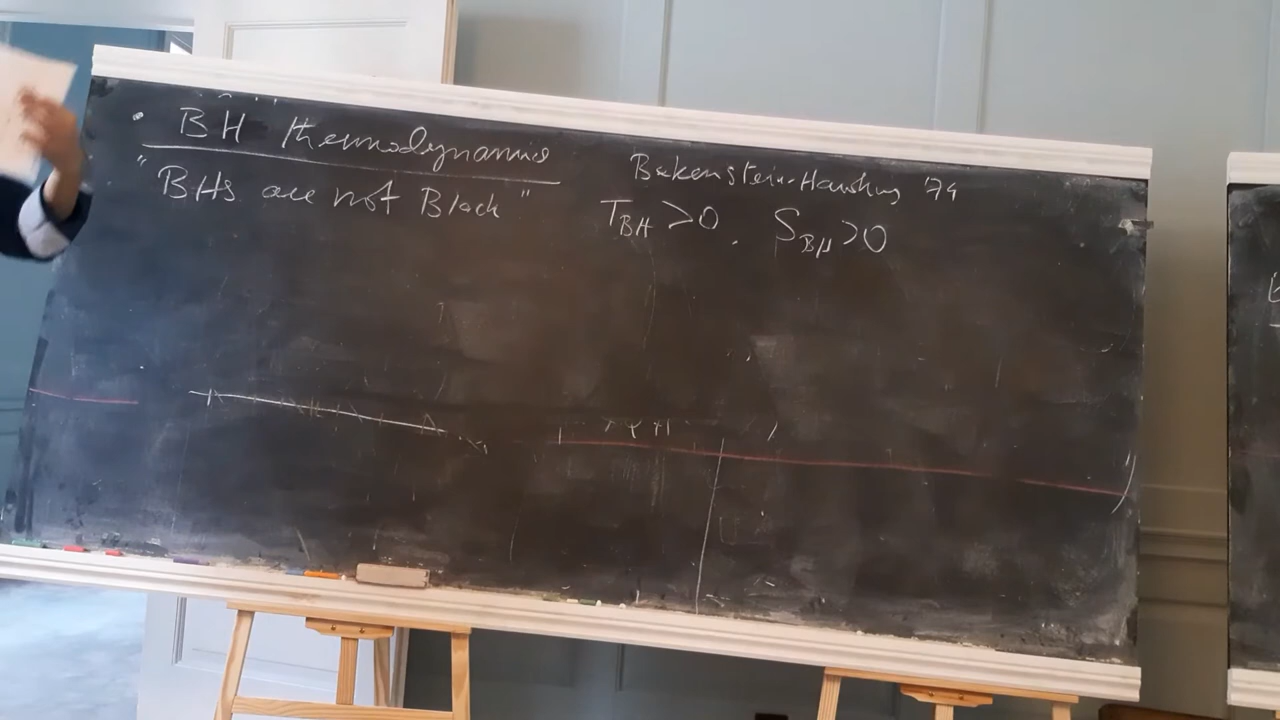 • BH thermodynamics
"BHs are not Black"
Bekenstein-Hawking '74
T_BH >0, S_BH >0